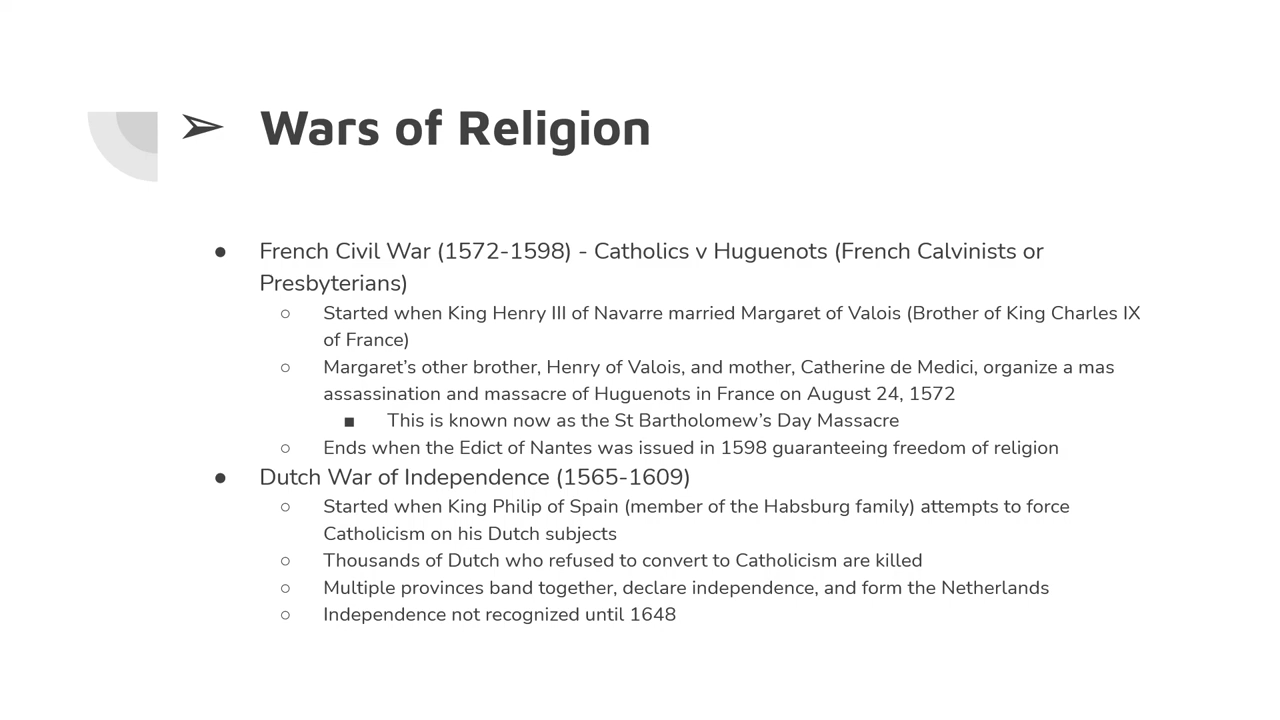 ➢ Wars of Religion
● French Civil War (1572-1598) - Catholics v Huguenots (French Calvinists or
Presbyterians)
○ Started when King Henry III of Navarre married Margaret of Valois (Brother of King Charles IX
of France)
○ Margaret’s other brother, Henry of Valois, and mother, Catherine de Medici, organize a mas
assassination and massacre of Huguenots in France on August 24, 1572
■ This is known now as the St Bartholomew’s Day Massacre
○ Ends when the Edict of Nantes was issued in 1598 guaranteeing freedom of religion
● Dutch War of Independence (1565-1609)
○ Started when King Philip of Spain (member of the Habsburg family) attempts to force
Catholicism on his Dutch subjects
○ Thousands of Dutch who refused to convert to Catholicism are killed
○ Multiple provinces band together, declare independence, and form the Netherlands
○ Independence not recognized until 1648